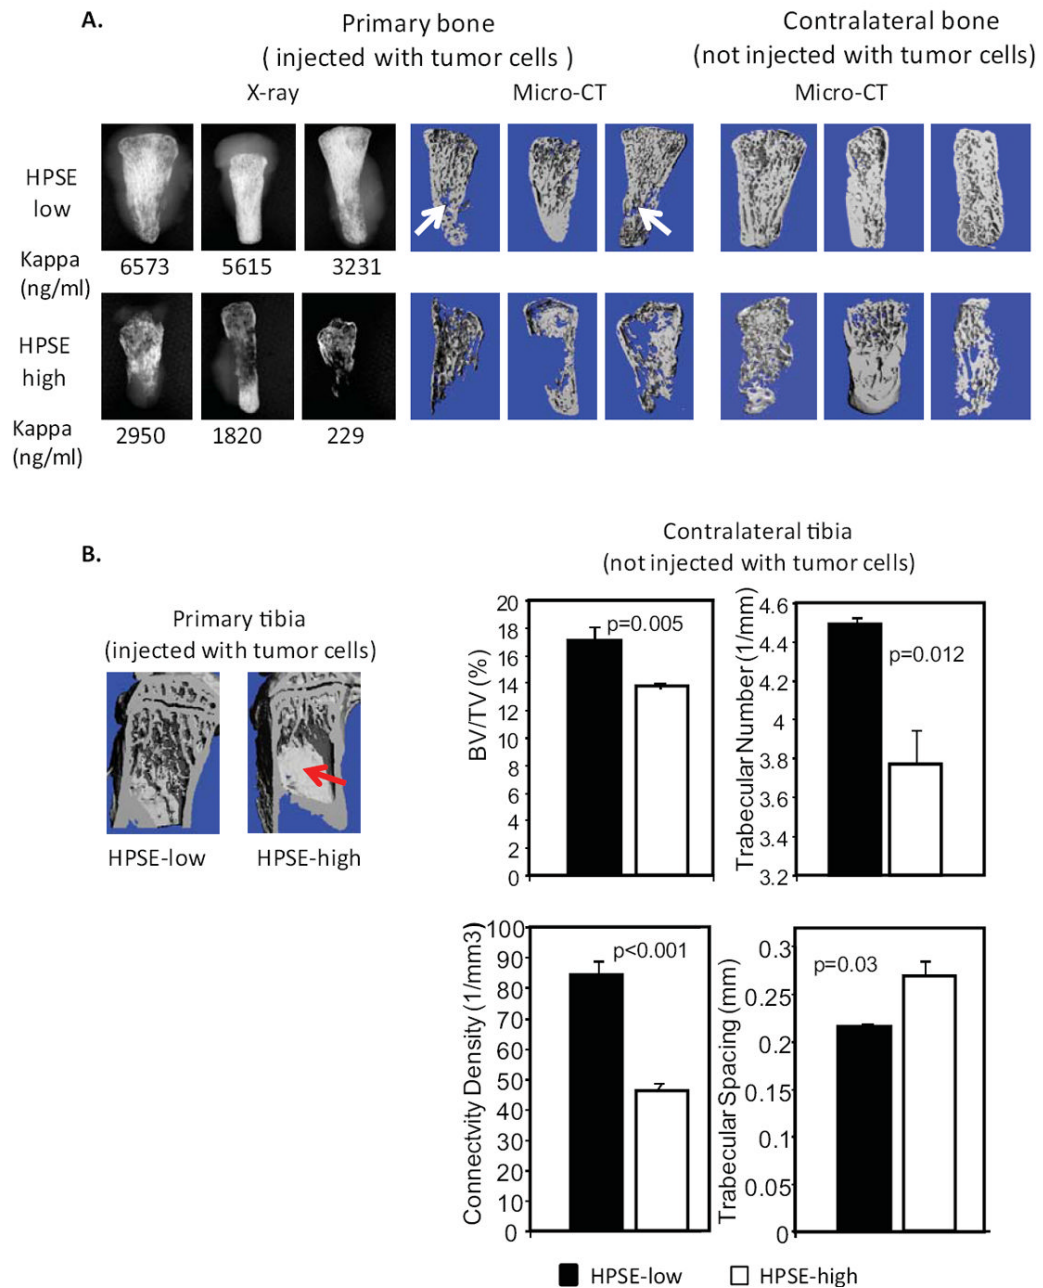 A.
Primary bone
( injected with tumor cells )
Contralateral bone
(not injected with tumor cells)
X-ray
Micro-CT
Micro-CT
HPSE
low
Kappa
(ng/ml)
6573
5615
3231
HPSE
high
Kappa
(ng/ml)
2950
1820
229
B.
Primary tibia
(injected with tumor cells)
HPSE-low
HPSE-high
Contralateral tibia
(not injected with tumor cells)
BV/TV (%)
20
18
16
14
12
10
8
6
4
2
0
p=0.005
Trabecular Number (1/mm)
4.6
4.4
4.2
4
3.8
3.6
3.4
3.2
p=0.012
Connectvity Density (1/mm3)
100
90
80
70
60
50
40
30
20
10
0
p<0.001
Trabecular Spacing (mm)
0.3
0.25
0.2
0.15
0.1
0.05
0
p=0.03
HPSE-low
HPSE-high